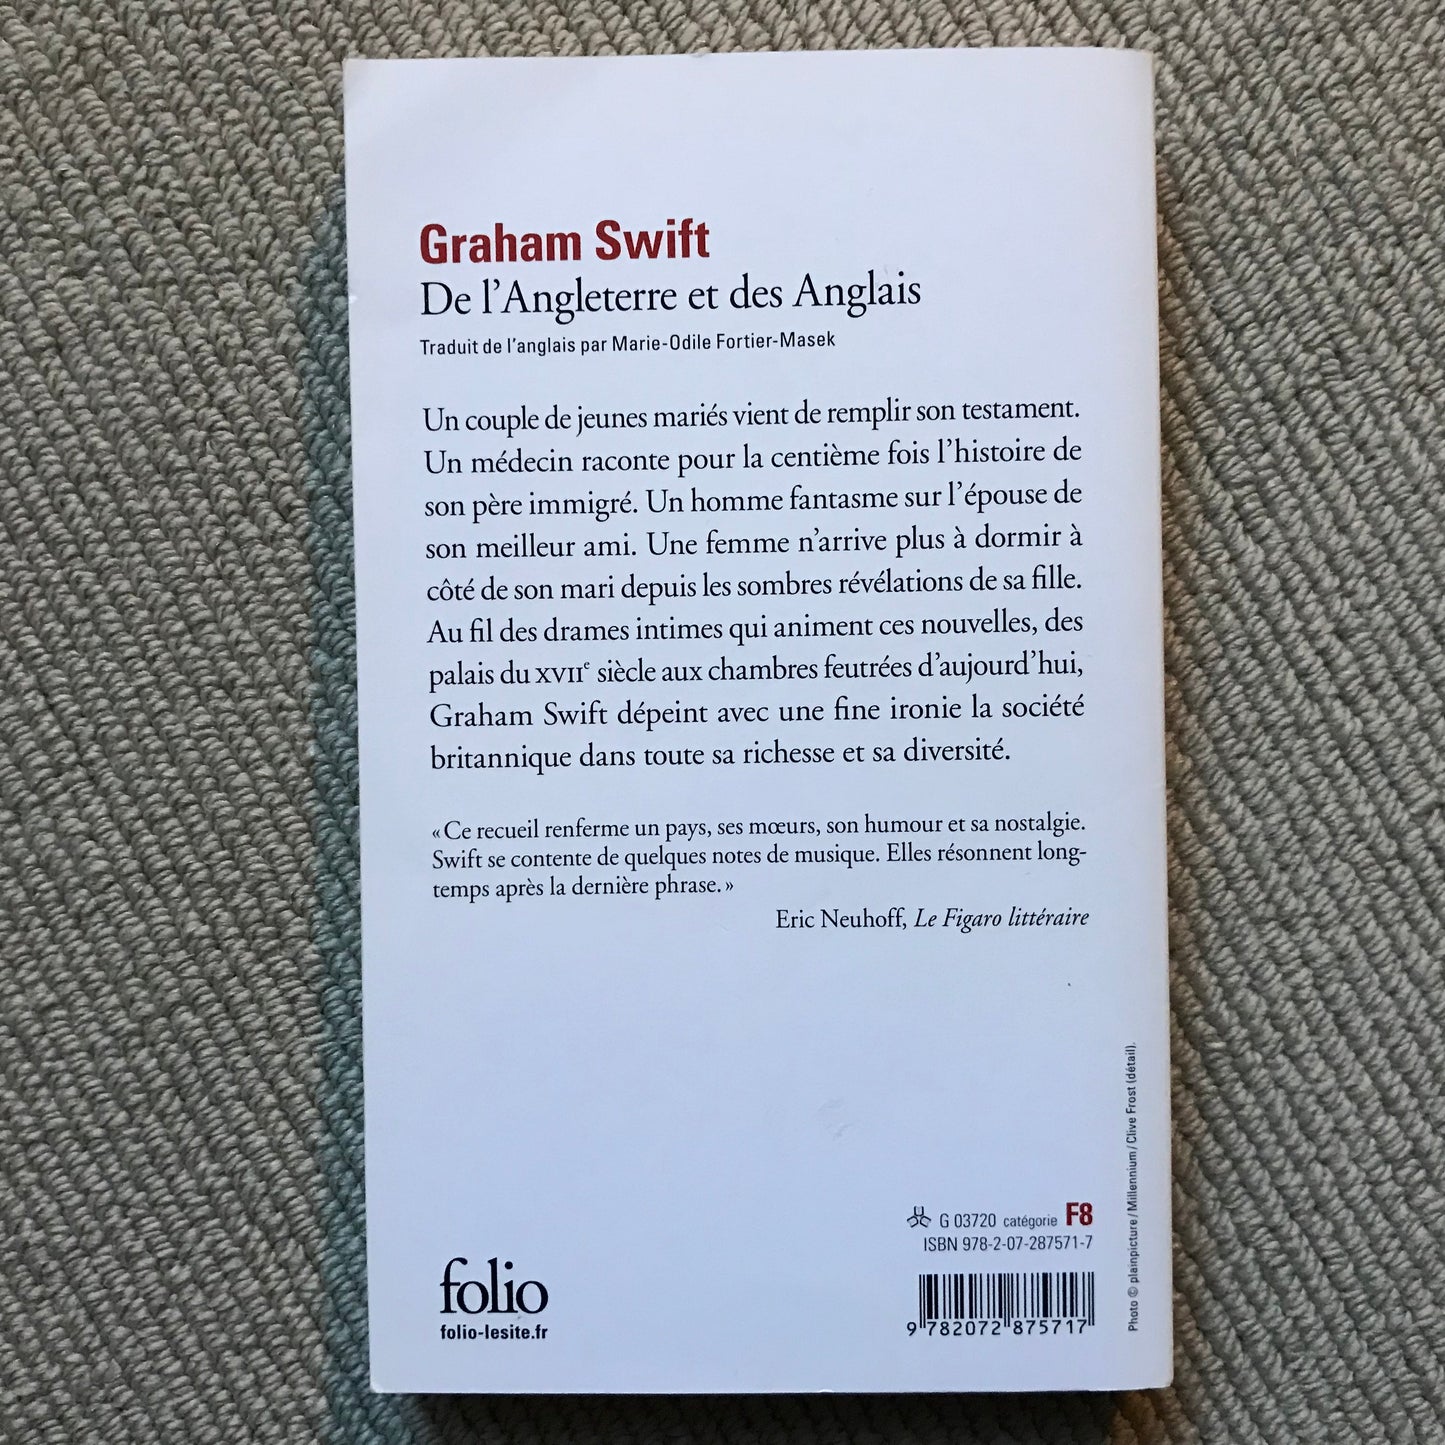 Graham Swift
De l’Angleterre et des Anglais
Traduit de l’anglais par Marie-Odile Fortier-Masek
Un couple de jeunes mariés vient de remplir son testament.
Un médecin raconte pour la centième fois l’histoire de
son père immigré. Un homme fantasme sur l’épouse de
son meilleur ami. Une femme n’arrive plus à dormir à
côté de son mari depuis les sombres révélations de sa fille.
Au fil des drames intimes qui animent ces nouvelles, des
palais du XVIIᵉ siècle aux chambres feutrées d’aujourd’hui,
Graham Swift dépeint avec une fine ironie la société
britannique dans toute sa richesse et sa diversité.
« Ce recueil renferme un pays, ses mœurs, son humour et sa nostalgie.
Swift se contente de quelques notes de musique. Elles résonnent long-
temps après la dernière phrase. »
Eric Neuhoff, Le Figaro littéraire
G 03720 catégorie F8
ISBN 978-2-07-287571-7
9 782072 875717
folio
folio-lesite.fr
Photo © plainpicture / Millennium / Clive Frost (détail).